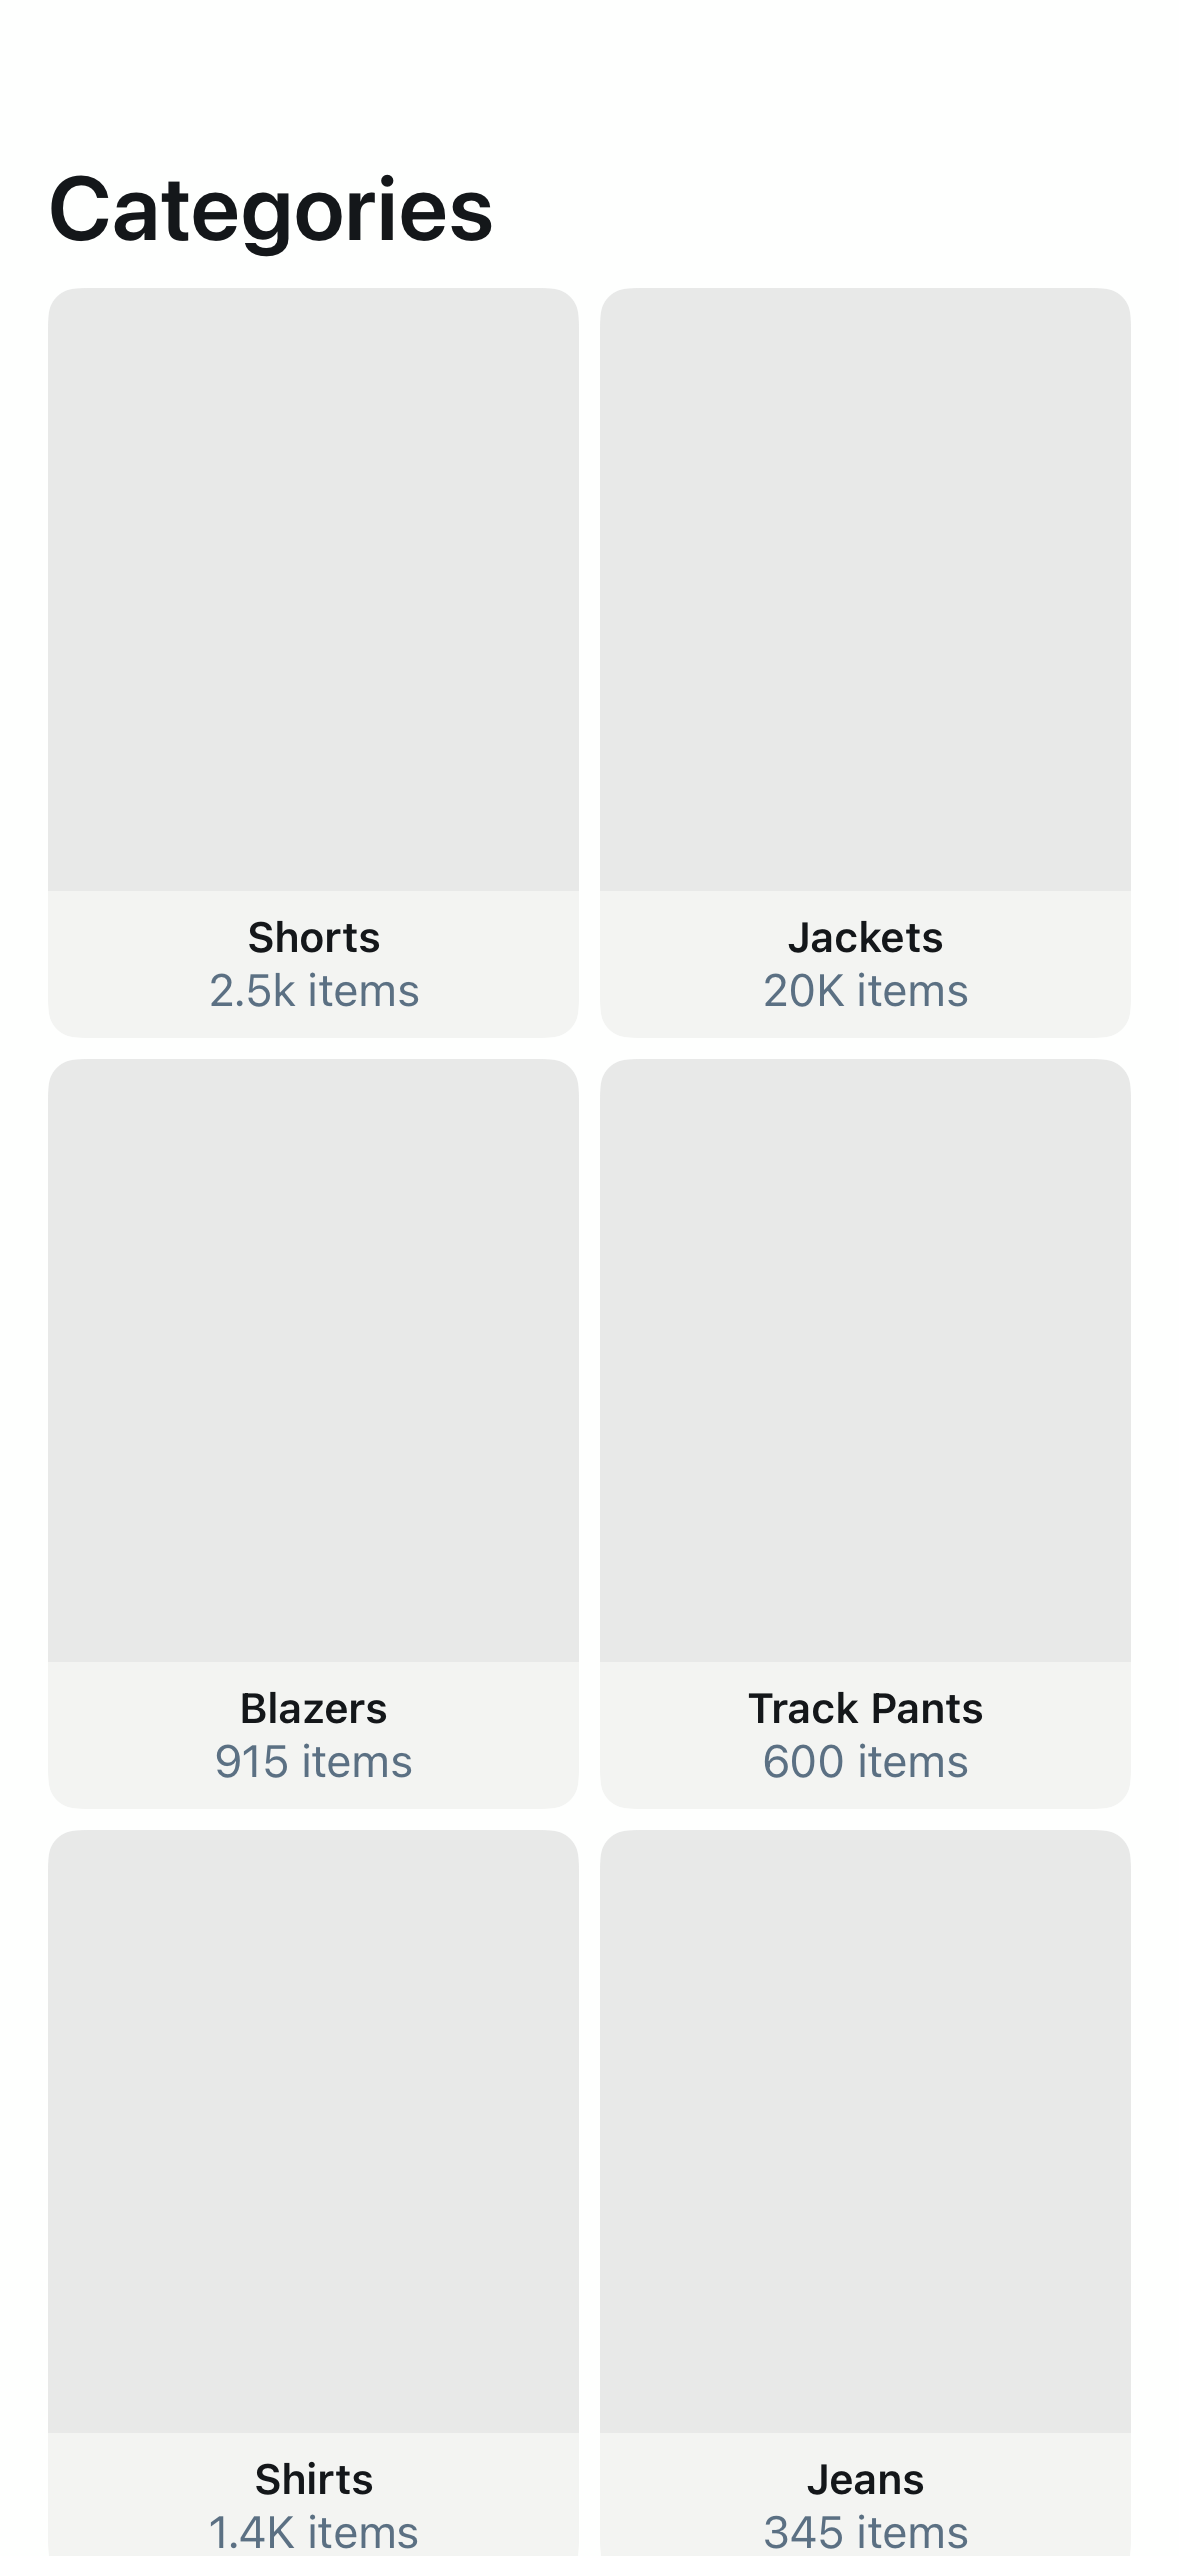 Categories
Shorts
2.5k items
Jackets
20K items
Blazers
915 items
Track Pants
600 items
Shirts
1.4K items
Jeans
345 items